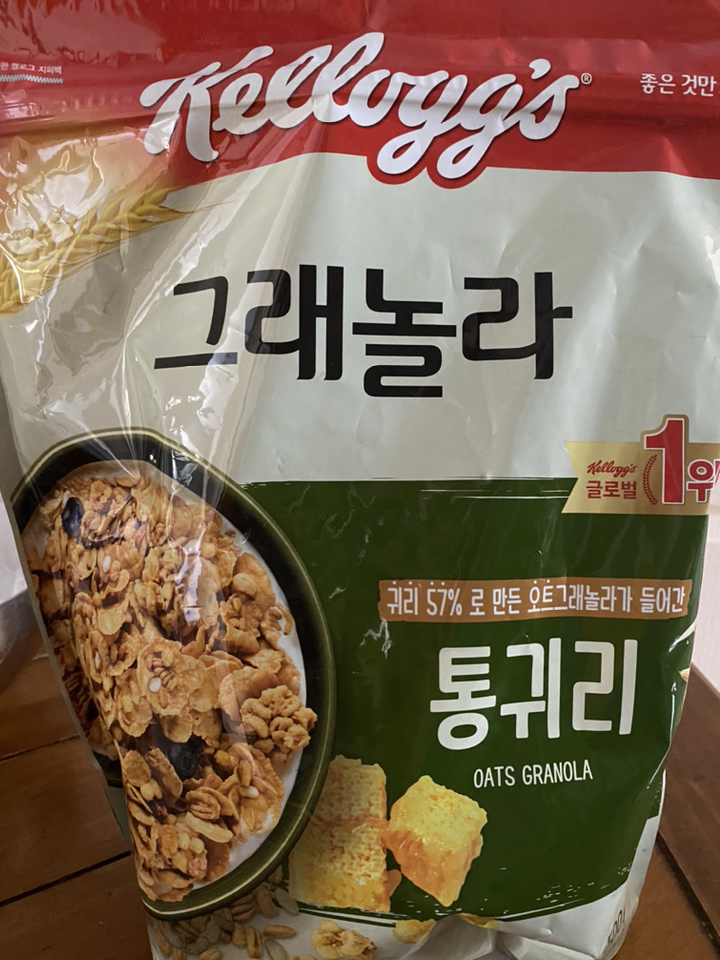 Kellogg's®
좋은 것만
그래놀라
Kellogg's
글로벌 1위
귀리 57% 로 만든 오트그래놀라가 들어간
통귀리
OATS GRANOLA